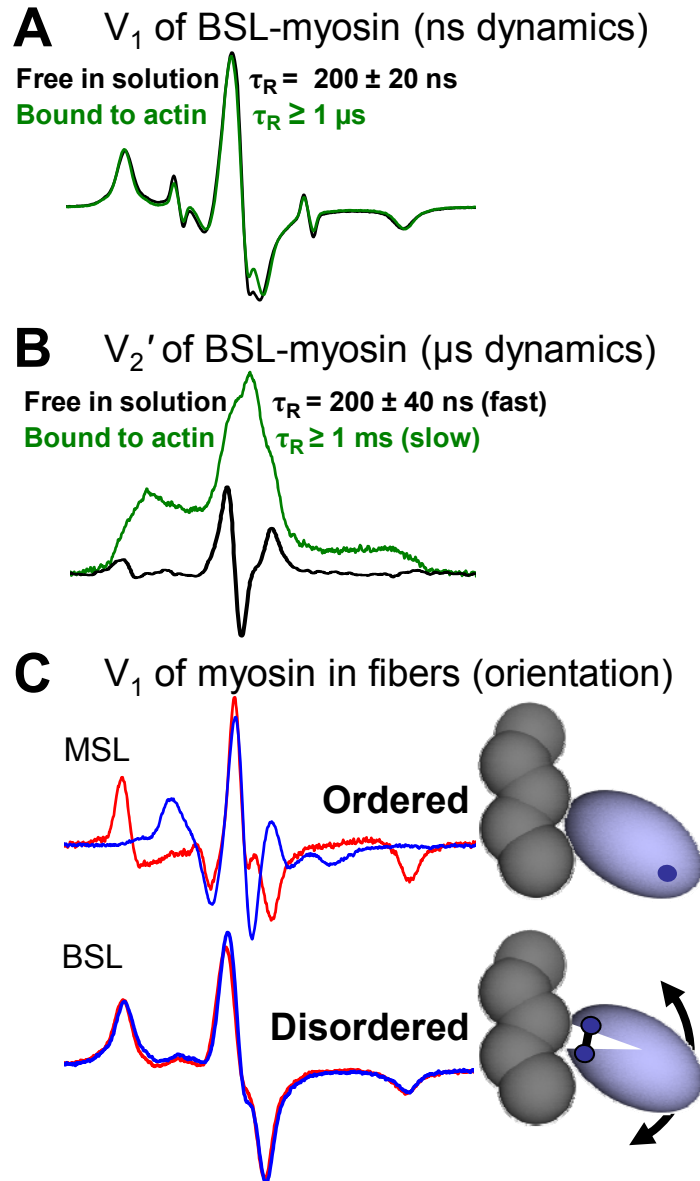 A V₁ of BSL-myosin (ns dynamics)
Free in solution τR = 200 ± 20 ns
Bound to actin τR ≥ 1 µs
B V₂′ of BSL-myosin (µs dynamics)
Free in solution τR = 200 ± 40 ns (fast)
Bound to actin τR ≥ 1 ms (slow)
C V₁ of myosin in fibers (orientation)
MSL
Ordered
BSL
Disordered